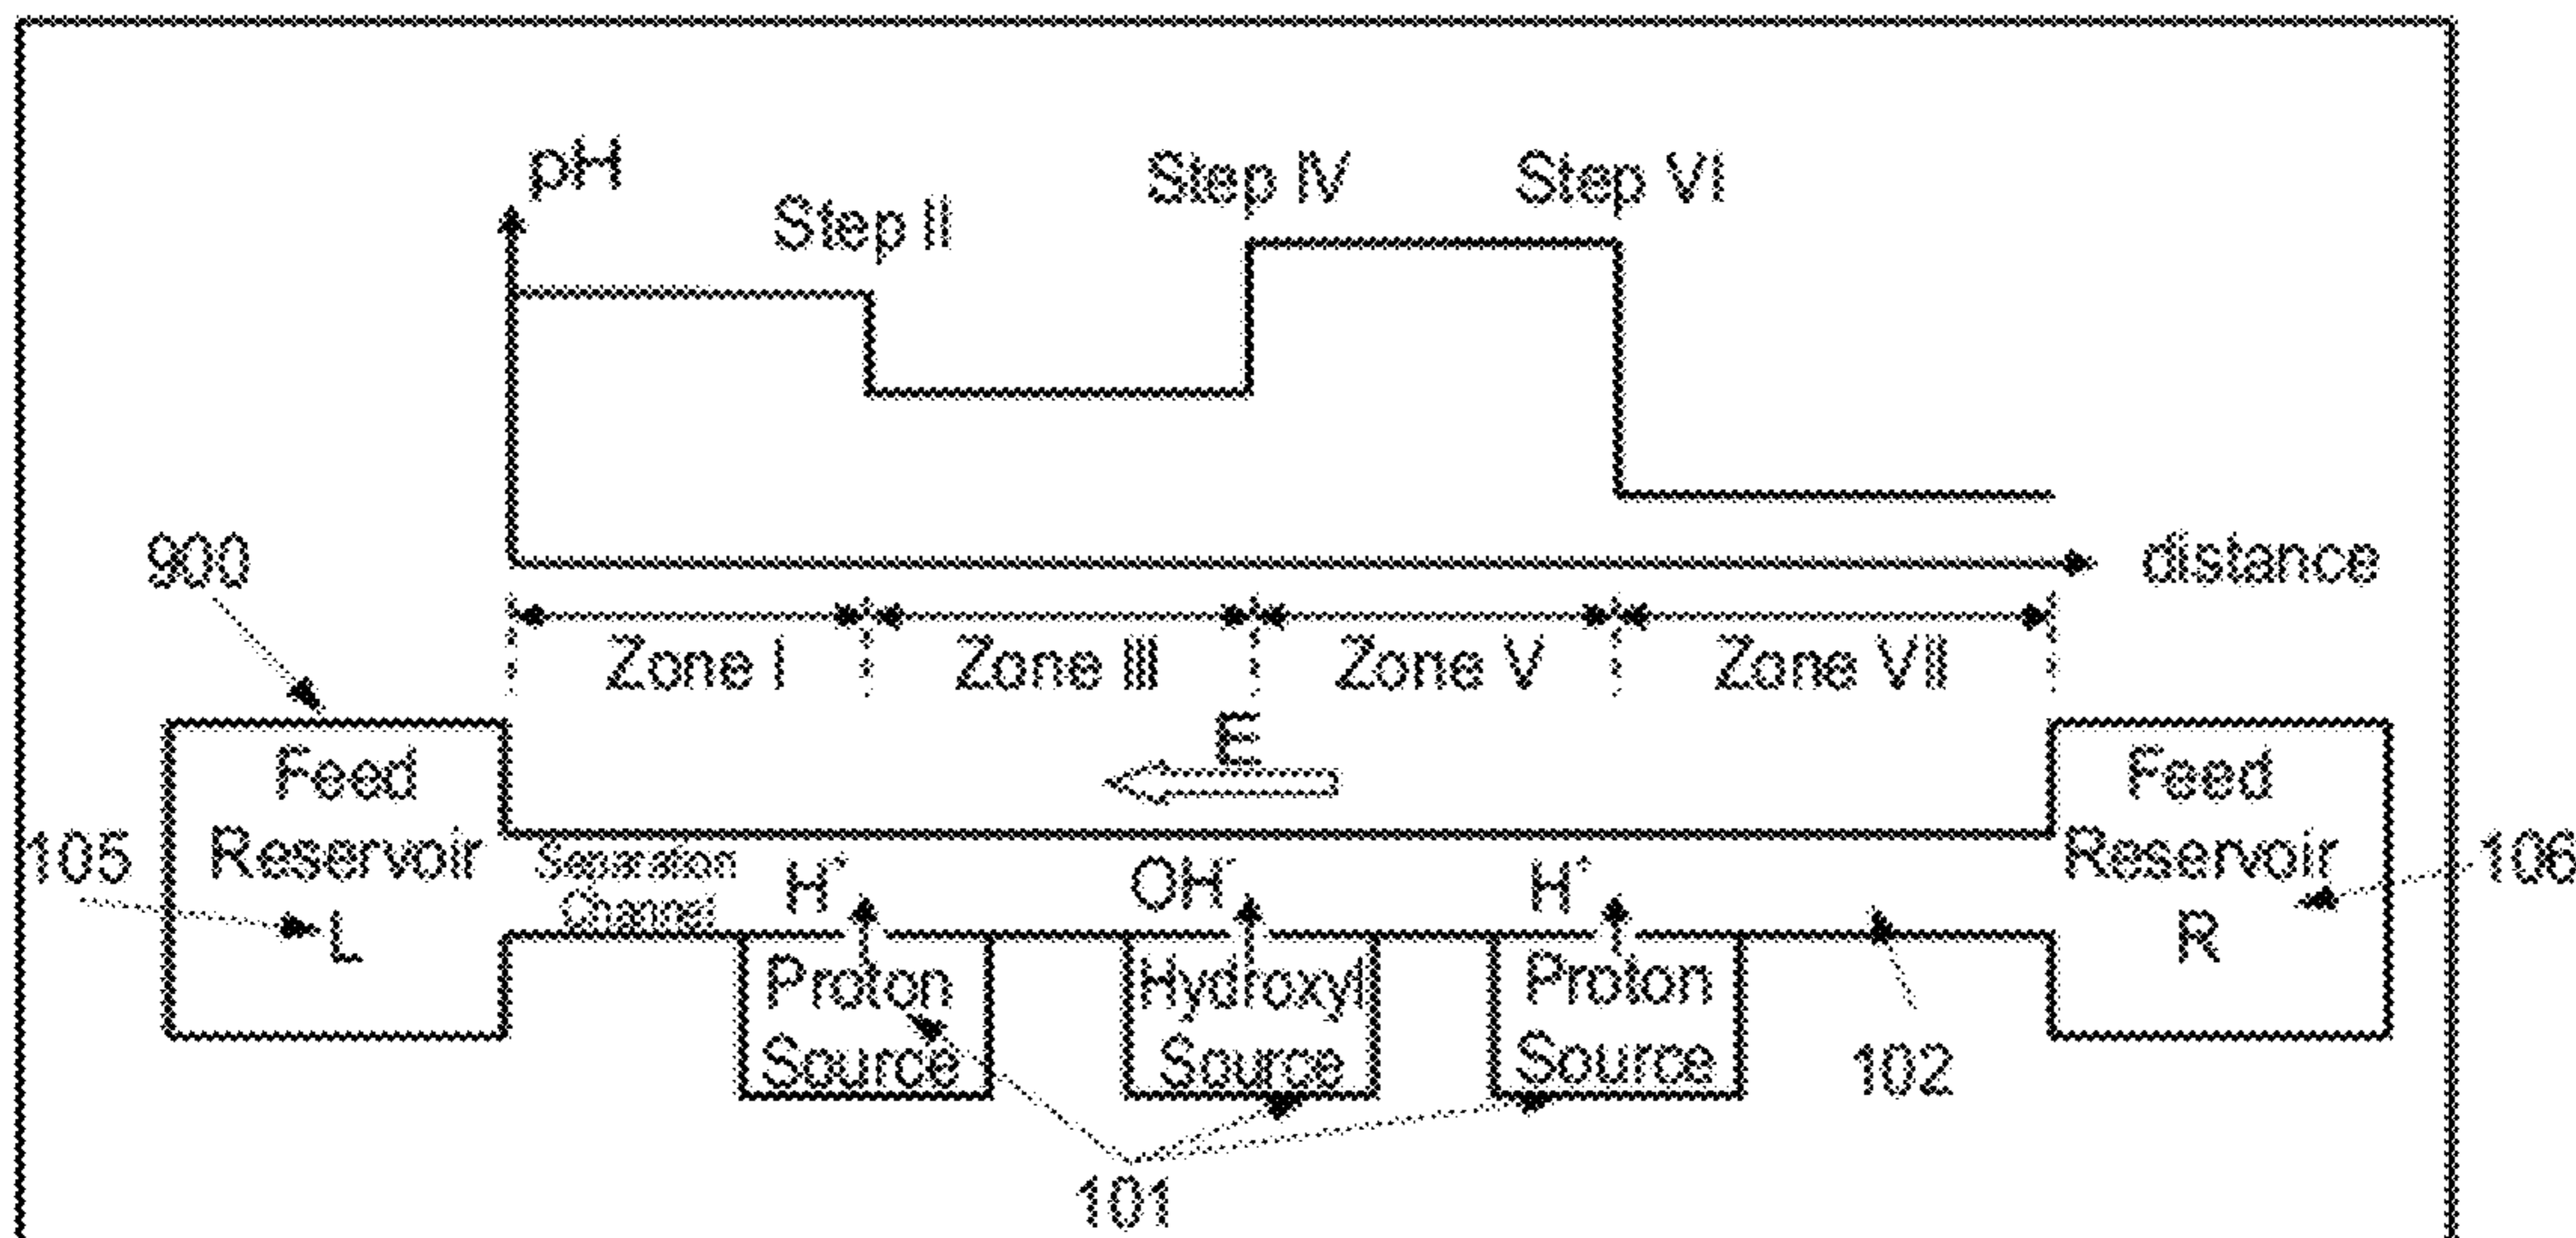 pH
Step II
Step IV
Step VI
distance
900
Zone I
Zone III
Zone V
Zone VII
E
Feed
Reservoir
L
Feed
Reservoir
R
105
106
Separation
Channel
H⁺
OH⁻
H⁺
Proton
Source
Hydroxyl
Source
Proton
Source
102
101